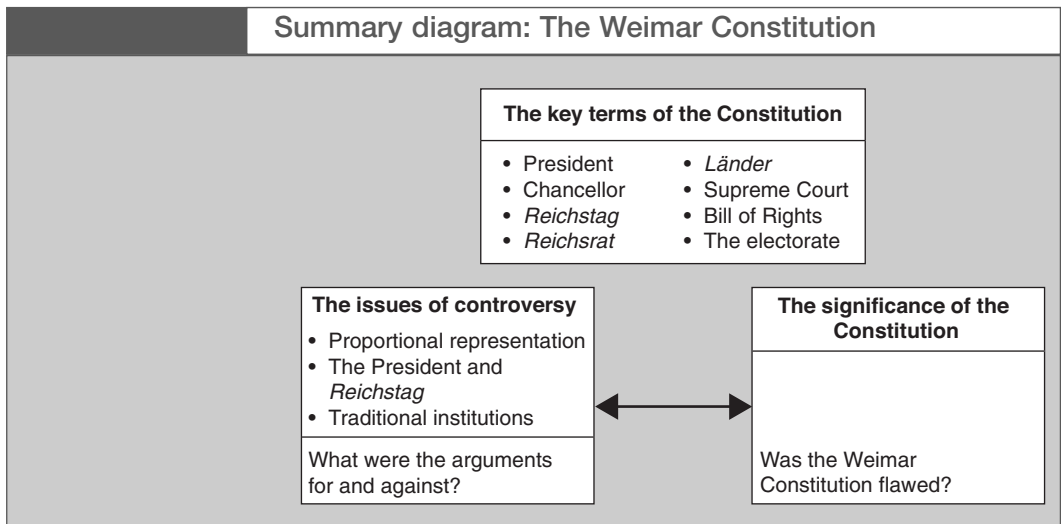 Summary diagram: The Weimar Constitution
The key terms of the Constitution
• President
• Chancellor
• Reichstag
• Reichsrat
• Länder
• Supreme Court
• Bill of Rights
• The electorate
The issues of controversy
• Proportional representation
• The President and
Reichstag
• Traditional institutions
What were the arguments
for and against?
The significance of the
Constitution
Was the Weimar
Constitution flawed?